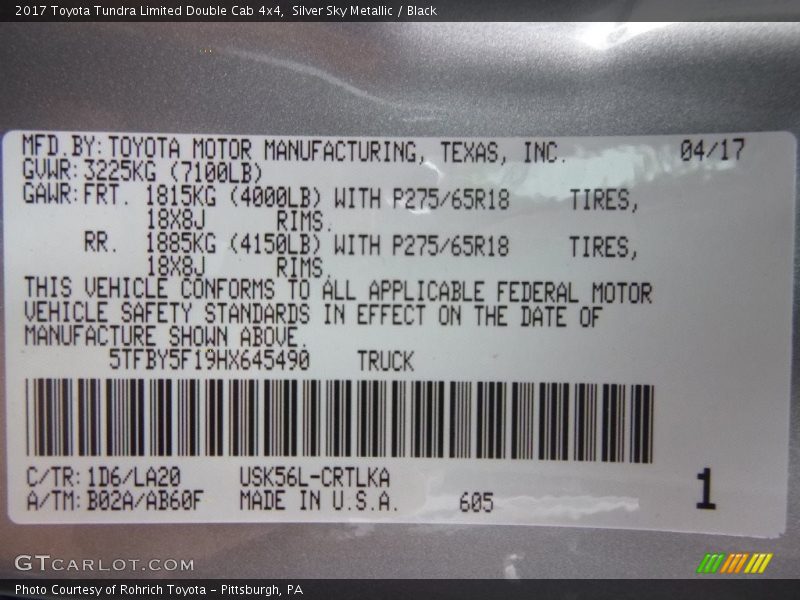 2017 Toyota Tundra Limited Double Cab 4x4,  Silver Sky Metallic / Black
MFD.BY: TOYOTA MOTOR MANUFACTURING, TEXAS, INC. 04/17
GVWR: 3225KG (7100LB)
GAWR: FRT. 1815KG (4000LB) WITH P275/65R18 TIRES,
18X8J RIMS.
RR. 1885KG (4150LB) WITH P275/65R18 TIRES,
18X8J RIMS.
THIS VEHICLE CONFORMS TO ALL APPLICABLE FEDERAL MOTOR
VEHICLE SAFETY STANDARDS IN EFFECT ON THE DATE OF
MANUFACTURE SHOWN ABOVE.
5TFBY5F19HX645490 TRUCK
C/TR: 1D6/LA20 USK56L-CRTLKA
A/TM: B02A/AB60F MADE IN U.S.A. 605 1
GTCARLOT.COM
Photo Courtesy of Rohrich Toyota - Pittsburgh, PA